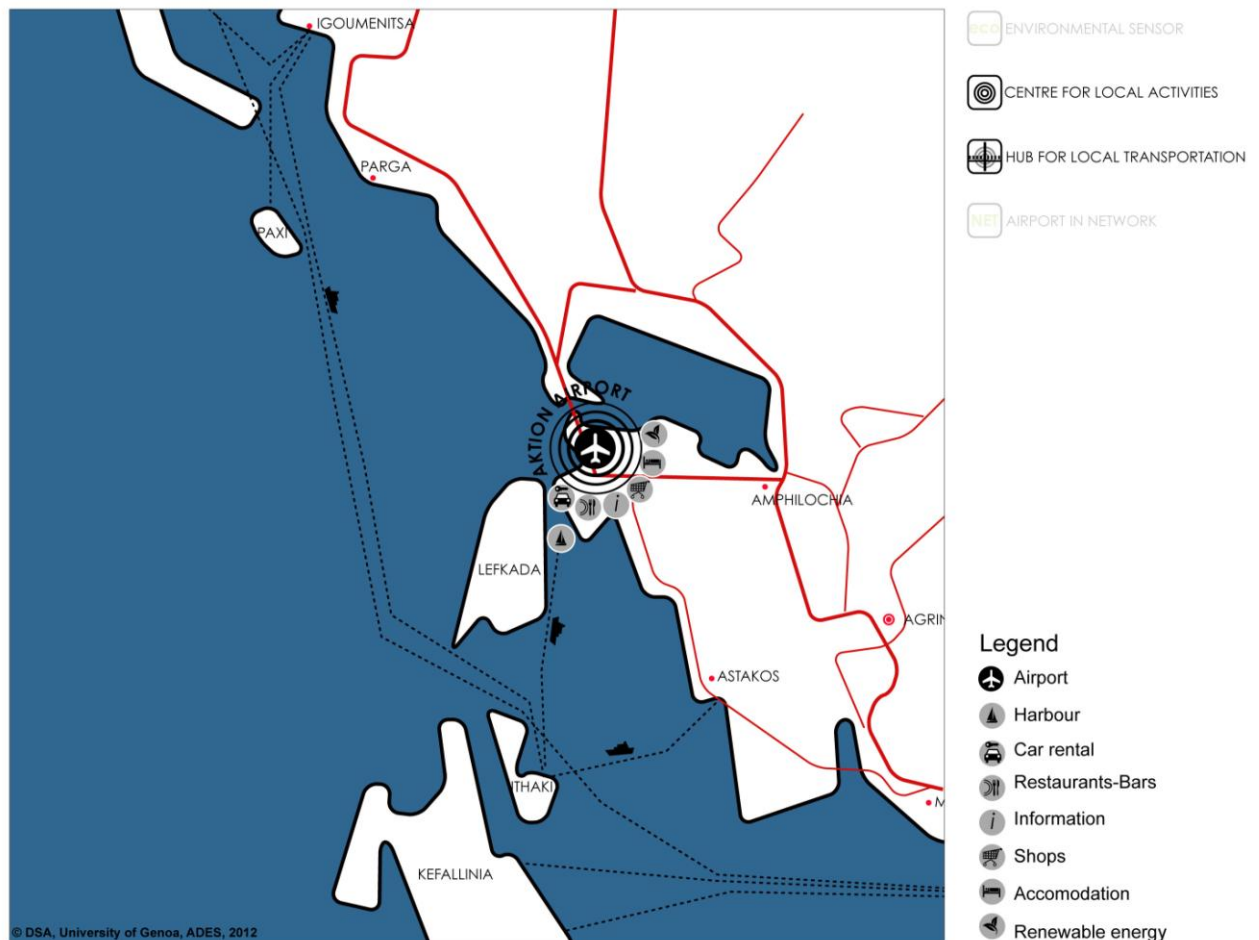 IGOUMENITSA
PARGA
PAXI
AKTION AIRPORT
AMPHILOCHIA
LEFKADA
AGRIN
ASTAKOS
ITHAKI
M
KEFALLINIA
© DSA, University of Genoa, ADES, 2012
eco ENVIRONMENTAL SENSOR
CENTRE FOR LOCAL ACTIVITIES
HUB FOR LOCAL TRANSPORTATION
NET AIRPORT IN NETWORK
Legend
Airport
Harbour
Car rental
Restaurants-Bars
i Information
Shops
Accomodation
Renewable energy